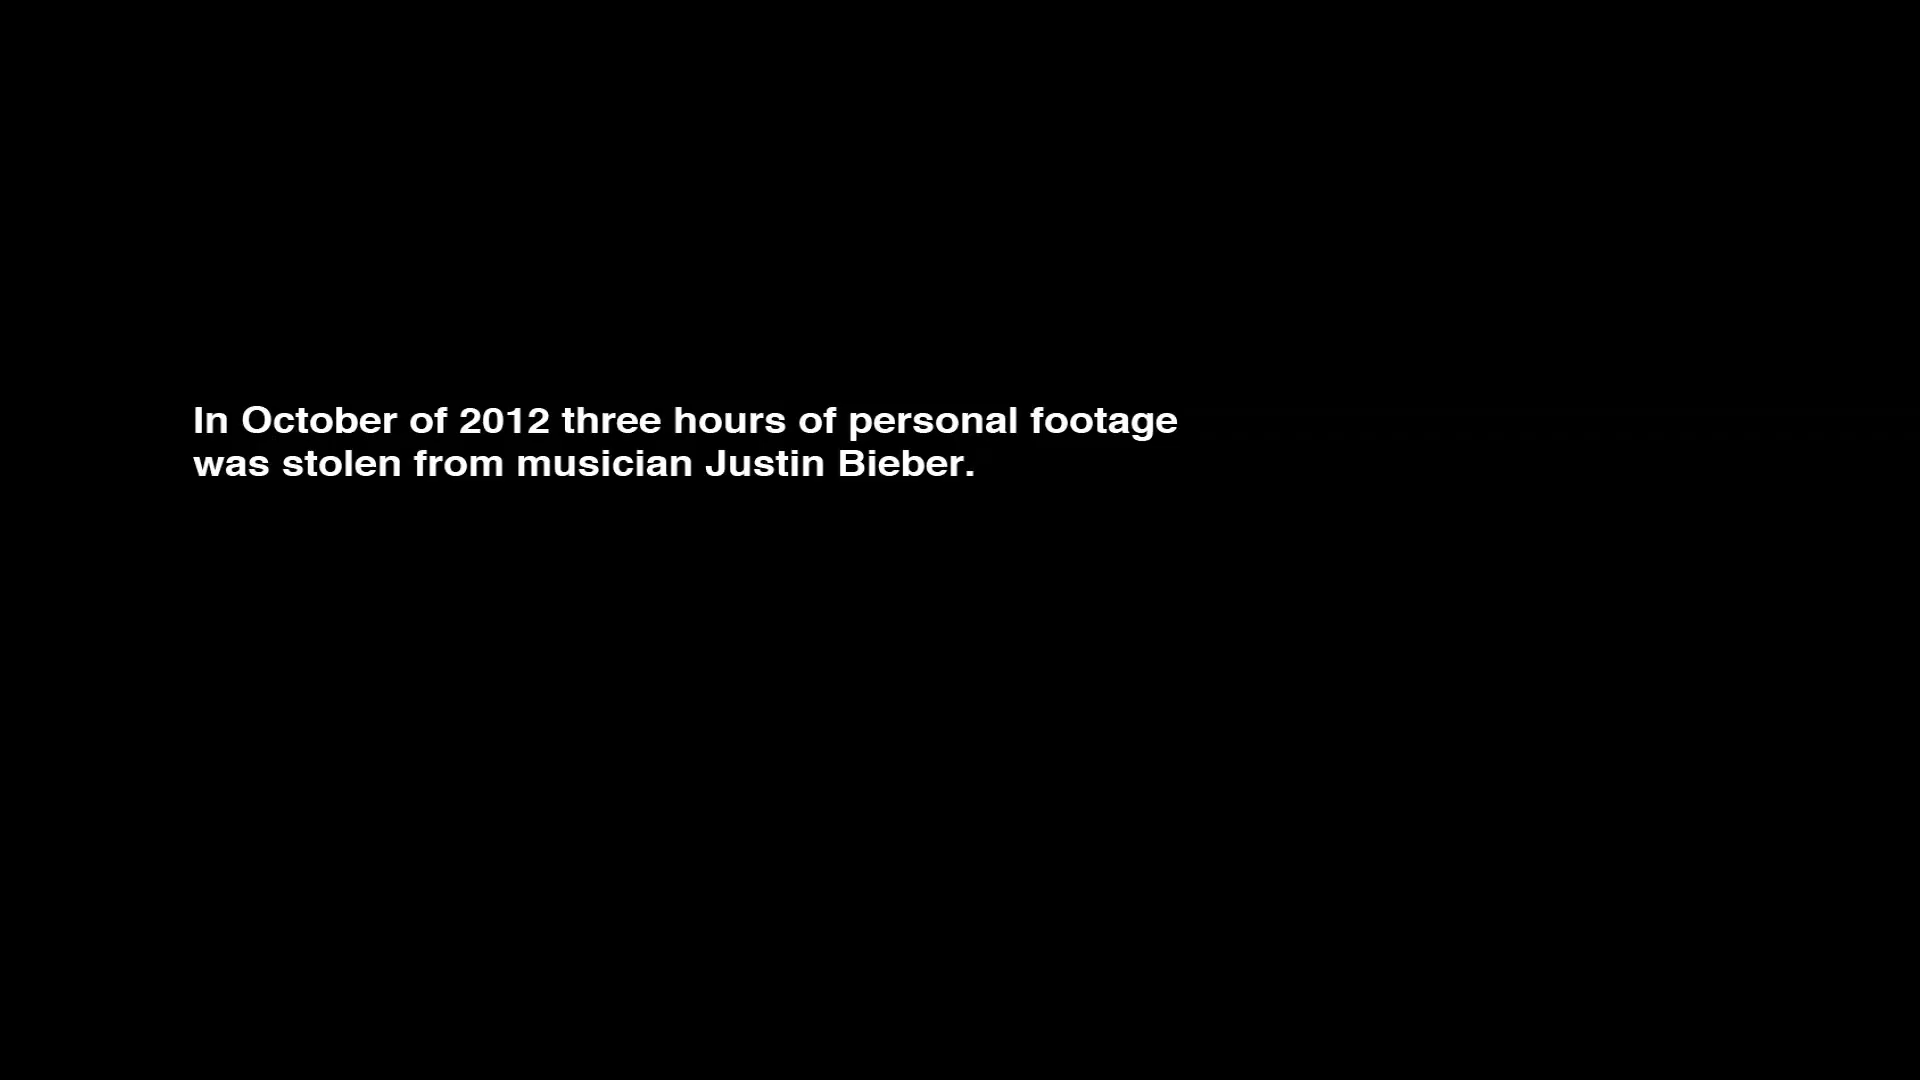 In October of 2012 three hours of personal footage
was stolen from musician Justin Bieber.